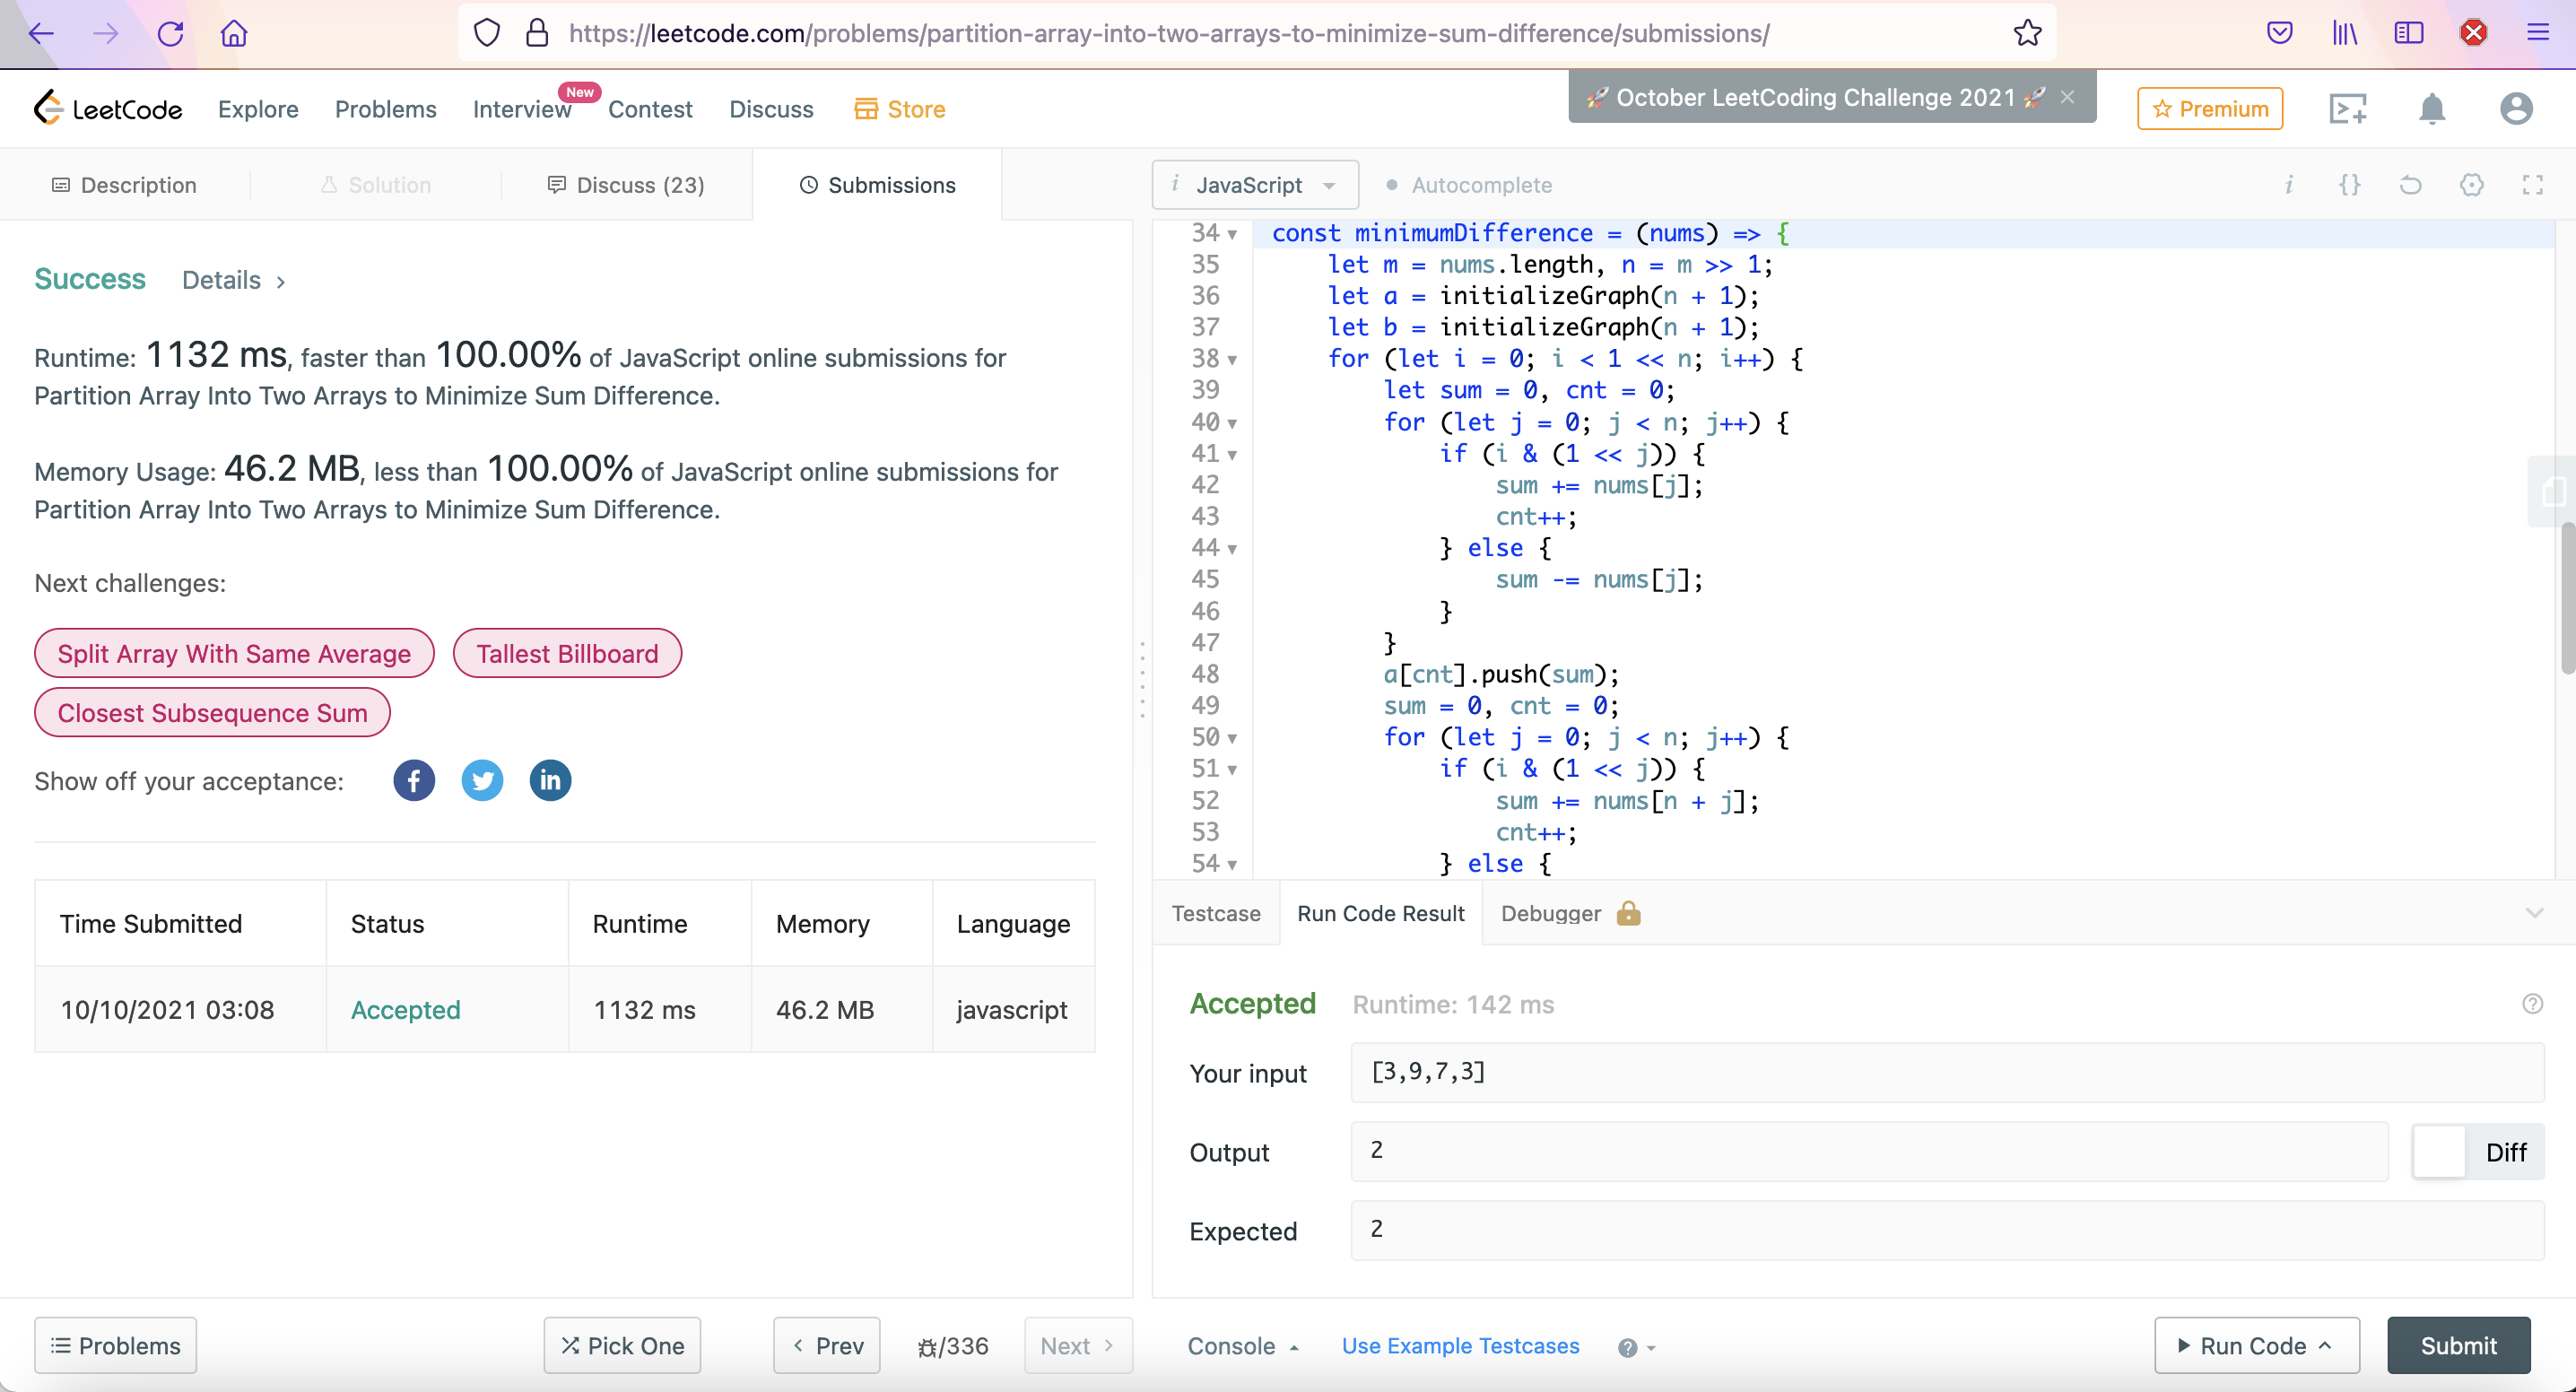 https://leetcode.com/problems/partition-array-into-two-arrays-to-minimize-sum-difference/submissions/
LeetCode Explore Problems Interview New Contest Discuss Store
🚀 October LeetCoding Challenge 2021 🚀 ×
Premium
Description Solution Discuss (23) Submissions
i JavaScript Autocomplete
Success Details >
Runtime: 1132 ms, faster than 100.00% of JavaScript online submissions for
Partition Array Into Two Arrays to Minimize Sum Difference.
Memory Usage: 46.2 MB, less than 100.00% of JavaScript online submissions for
Partition Array Into Two Arrays to Minimize Sum Difference.
Next challenges:
Split Array With Same Average Tallest Billboard
Closest Subsequence Sum
Show off your acceptance:
Time Submitted Status Runtime Memory Language
10/10/2021 03:08 Accepted 1132 ms 46.2 MB javascript
34 const minimumDifference = (nums) => {
35 let m = nums.length, n = m >> 1;
36 let a = initializeGraph(n + 1);
37 let b = initializeGraph(n + 1);
38 for (let i = 0; i < 1 << n; i++) {
39 let sum = 0, cnt = 0;
40 for (let j = 0; j < n; j++) {
41 if (i & (1 << j)) {
42 sum += nums[j];
43 cnt++;
44 } else {
45 sum -= nums[j];
46 }
47 }
48 a[cnt].push(sum);
49 sum = 0, cnt = 0;
50 for (let j = 0; j < n; j++) {
51 if (i & (1 << j)) {
52 sum += nums[n + j];
53 cnt++;
54 } else {
Testcase Run Code Result Debugger
Accepted Runtime: 142 ms
Your input [3,9,7,3]
Output 2 Diff
Expected 2
Problems Pick One < Prev /336 Next >
Console Use Example Testcases Run Code Submit